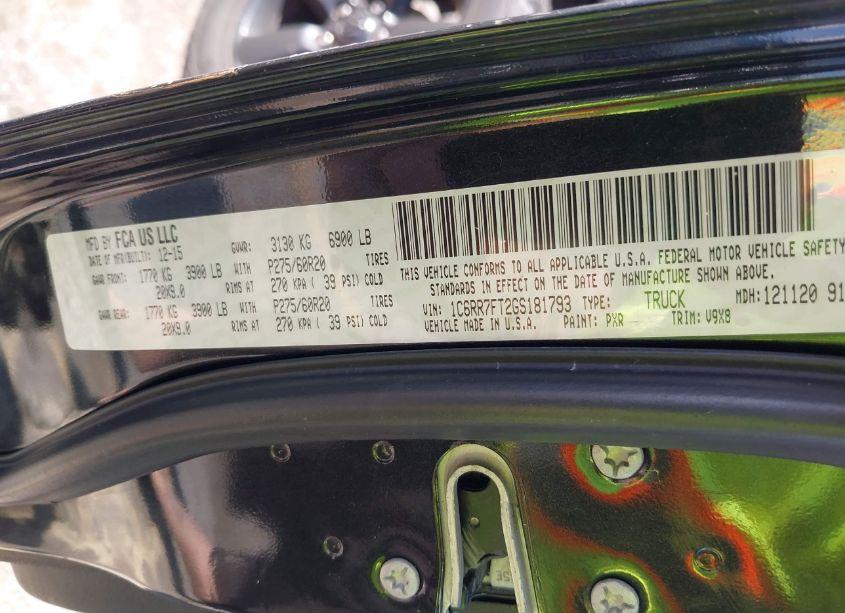 MFD BY FCA US LLC
DATE OF MFR(BUILT): 12-15 GVWR: 3130 KG 6900 LB
GAWR FRONT: 1770 KG 3900 LB WITH P275/60R20 TIRES
20X9.0 RIMS AT 270 KPA ( 39 PSI) COLD
GAWR REAR: 1770 KG 3900 LB WITH P275/60R20 TIRES
20X9.0 RIMS AT 270 KPA ( 39 PSI) COLD
THIS VEHICLE CONFORMS TO ALL APPLICABLE U.S.A. FEDERAL MOTOR VEHICLE SAFETY
STANDARDS IN EFFECT ON THE DATE OF MANUFACTURE SHOWN ABOVE.
VIN: 1C6RR7FT2GS181793 TYPE: TRUCK MDH:121120 91
VEHICLE MADE IN U.S.A. PAINT: PXR TRIM: V9X8